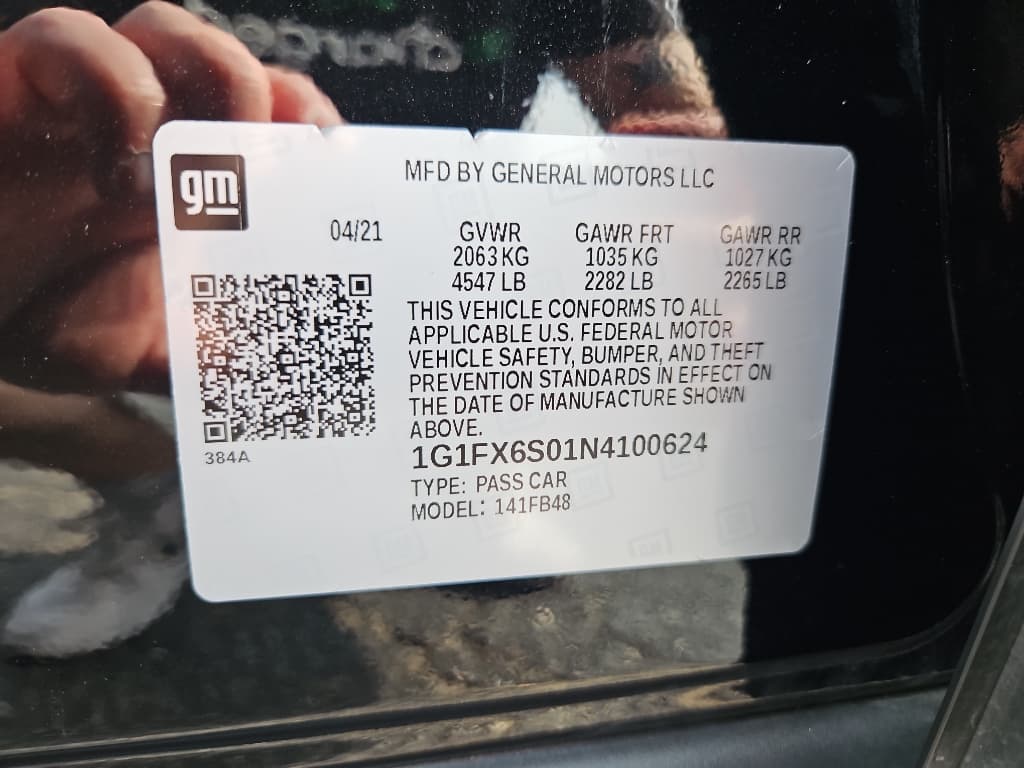 charge
gm
MFD BY GENERAL MOTORS LLC
04/21
GVWR GAWR FRT GAWR RR
2063 KG 1035 KG 1027 KG
4547 LB 2282 LB 2265 LB
THIS VEHICLE CONFORMS TO ALL
APPLICABLE U.S. FEDERAL MOTOR
VEHICLE SAFETY, BUMPER, AND THEFT
PREVENTION STANDARDS IN EFFECT ON
THE DATE OF MANUFACTURE SHOWN
ABOVE.
1G1FX6S01N4100624
TYPE: PASS CAR
MODEL: 141FB48
384A